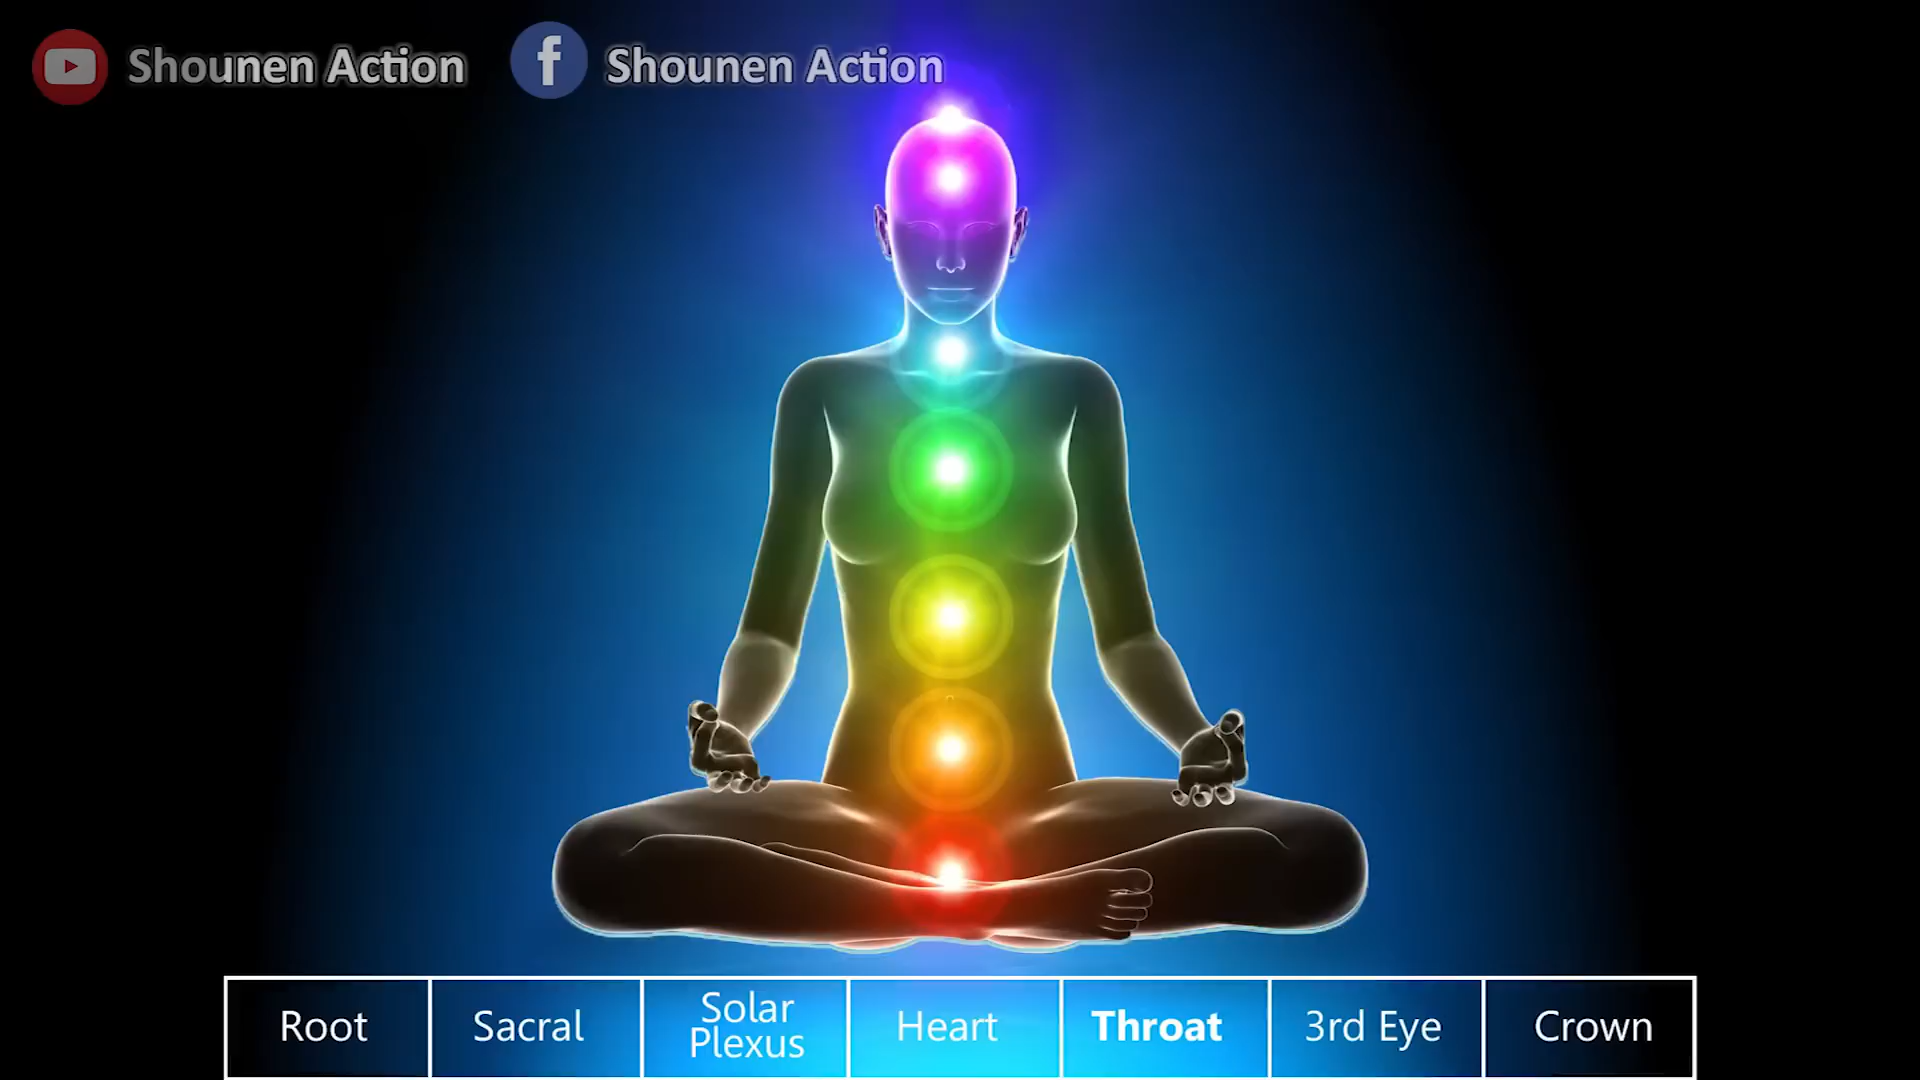 Shounen Action
Shounen Action
Root
Sacral
Solar
Plexus
Heart
Throat
3rd Eye
Crown